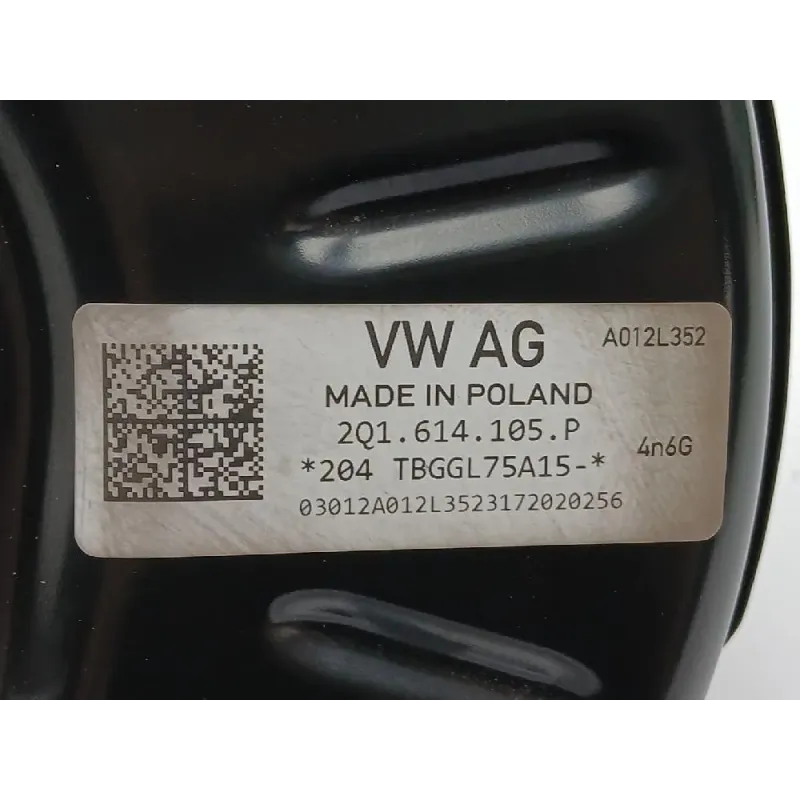 VW AG
A012L352
MADE IN POLAND
2Q1.614.105.P
4n6G
*204 TBGGL75A15-*
03012A012L3523172020256